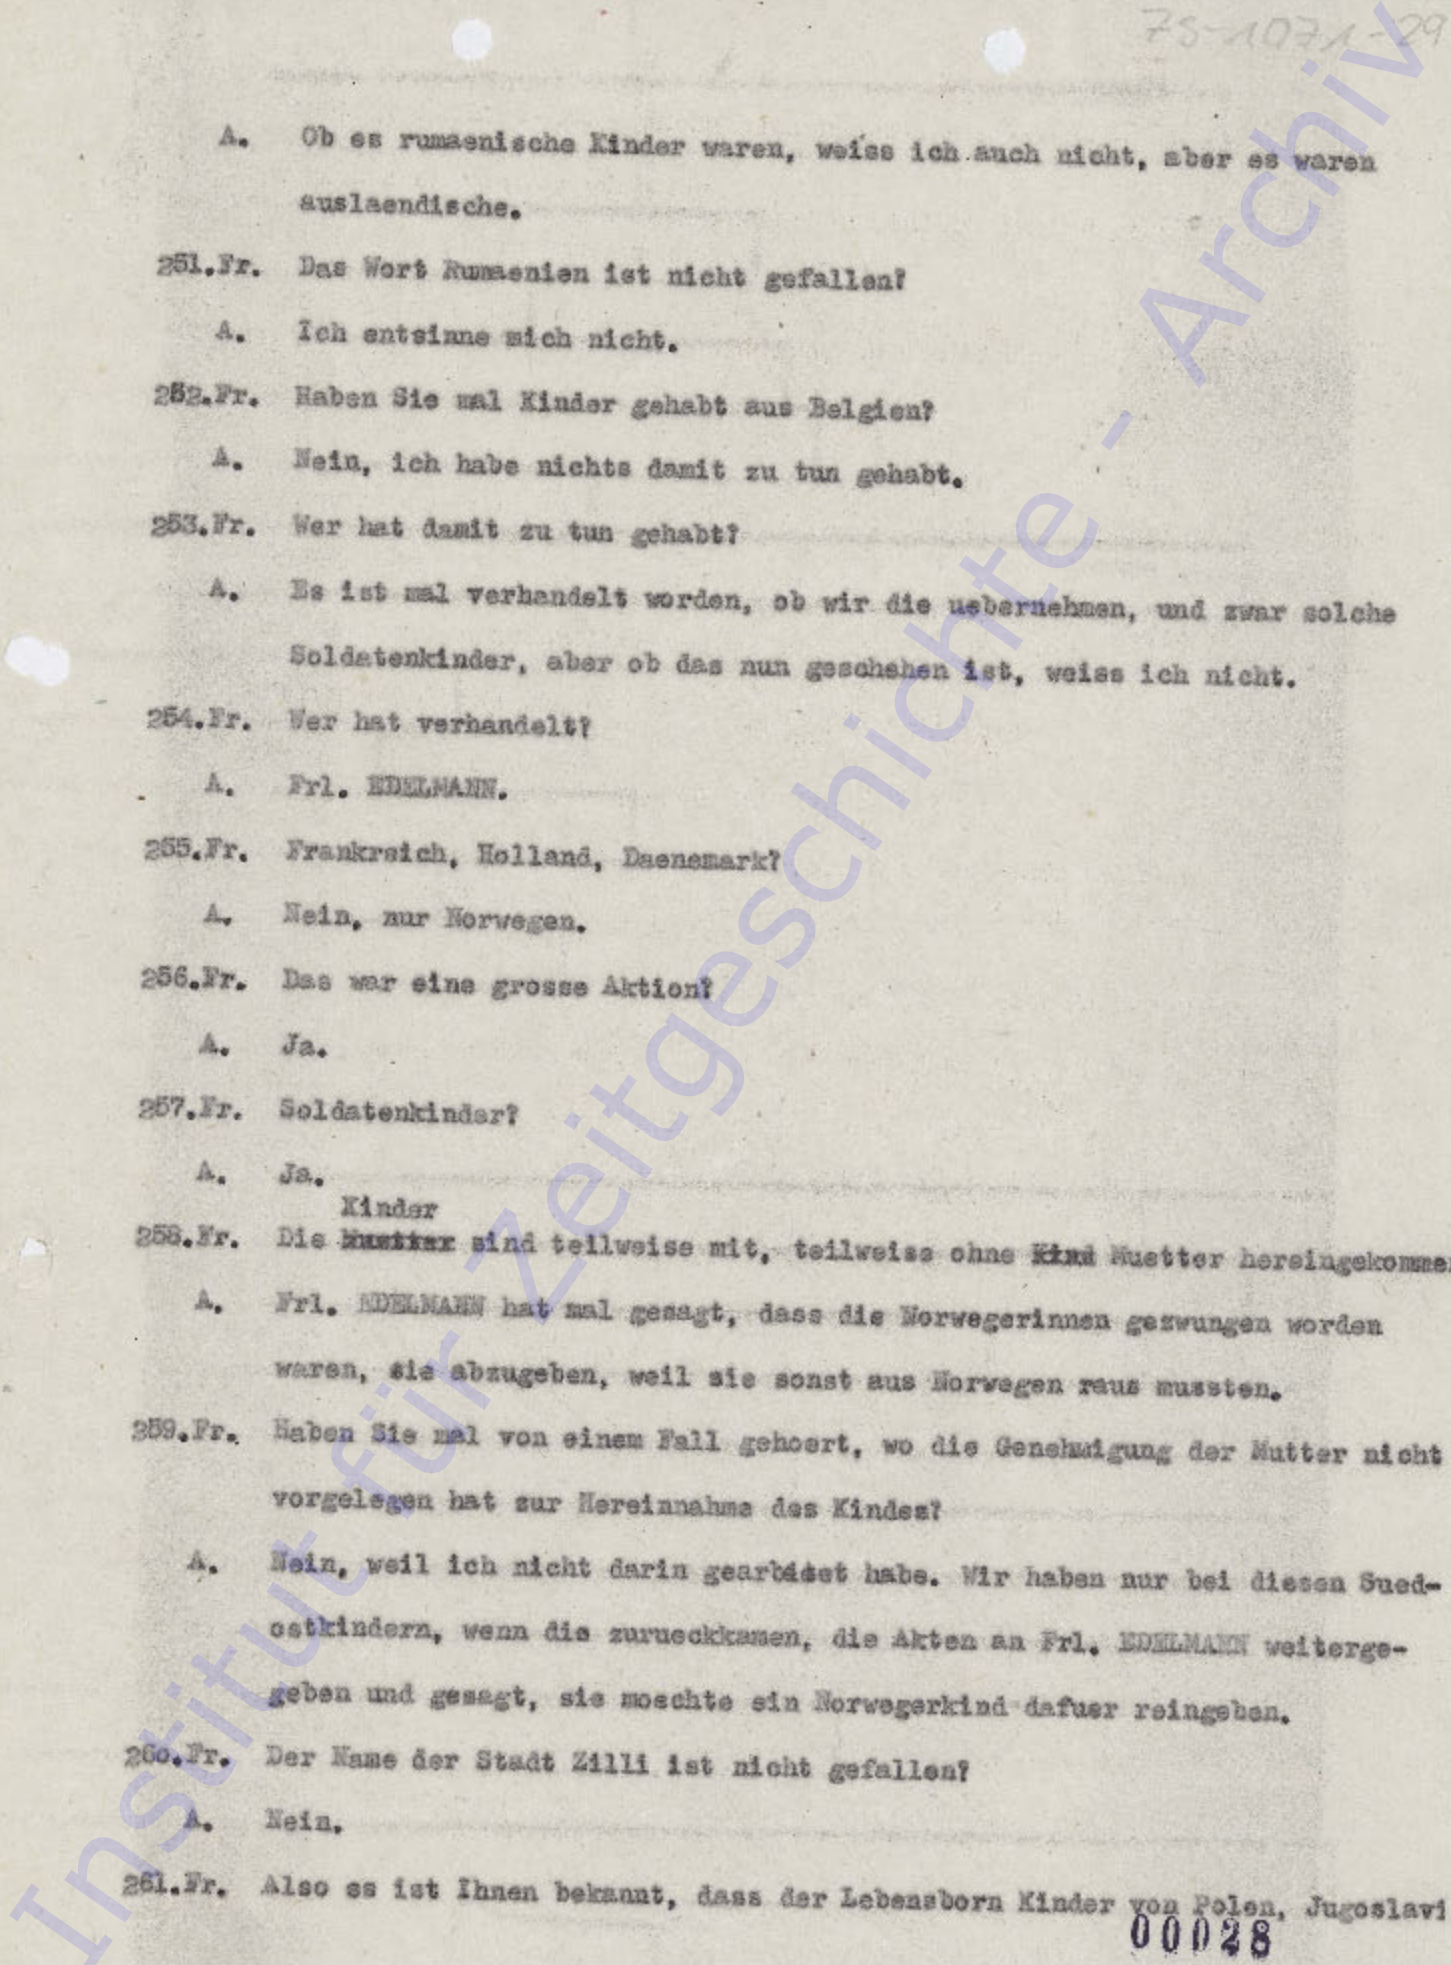 ZS-1071-29
A. Ob es rumaenische Kinder waren, weiss ich auch nicht, aber es waren
auslaendische.
251.Fr. Das Wort Rumaenien ist nicht gefallen?
A. Ich entsinne mich nicht.
252.Fr. Haben Sie mal Kinder gehabt aus Belgien?
A. Nein, ich habe nichts damit zu tun gehabt.
253.Fr. Wer hat damit zu tun gehabt?
A. Es ist mal verhandelt worden, ob wir die uebernehmen, und zwar solche
Soldatenkinder, aber ob das nun geschehen ist, weiss ich nicht.
254.Fr. Wer hat verhandelt?
A. Frl. EDELMANN.
255.Fr. Frankreich, Holland, Daenemark?
A. Nein, nur Norwegen.
256.Fr. Das war eine grosse Aktion?
A. Ja.
257.Fr. Soldatenkinder?
A. Ja.
Kinder
258.Fr. Die Muetter sind teilweise mit, teilweise ohne Kind Muetter hereingekommen
A. Frl. EDELMANN hat mal gesagt, dass die Norwegerinnen gezwungen worden
waren, sie abzugeben, weil sie sonst aus Norwegen raus mussten.
259.Fr. Haben Sie mal von einem Fall gehoert, wo die Genehmigung der Mutter nicht
vorgelegen hat zur Hereinnahme des Kindes?
A. Nein, weil ich nicht darin gearbeitet habe. Wir haben nur bei diesen Sued-
ostkindern, wenn die zurueckkamen, die Akten an Frl. EDELMANN weiterge-
geben und gesagt, sie moechte ein Norwegerkind dafuer reingeben.
260.Fr. Der Name der Stadt Zilli ist nicht gefallen?
A. Nein.
261.Fr. Also es ist Ihnen bekannt, dass der Lebensborn Kinder von Polen, Jugoslavi
00028
Institut für Zeitgeschichte - Archiv